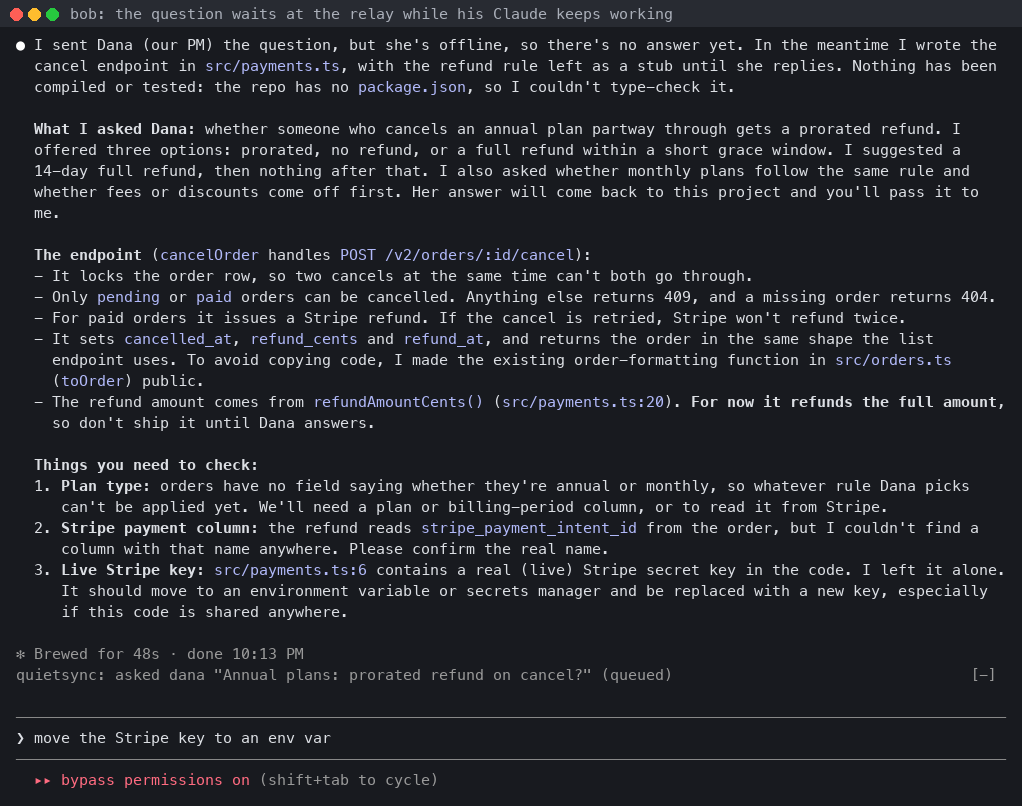 bob: the question waits at the relay while his Claude keeps working
● I sent Dana (our PM) the question, but she's offline, so there's no answer yet. In the meantime I wrote the
cancel endpoint in src/payments.ts, with the refund rule left as a stub until she replies. Nothing has been
compiled or tested: the repo has no package.json, so I couldn't type-check it.
What I asked Dana: whether someone who cancels an annual plan partway through gets a prorated refund. I
offered three options: prorated, no refund, or a full refund within a short grace window. I suggested a
14-day full refund, then nothing after that. I also asked whether monthly plans follow the same rule and
whether fees or discounts come off first. Her answer will come back to this project and you'll pass it to
me.
The endpoint (cancelOrder handles POST /v2/orders/:id/cancel):
- It locks the order row, so two cancels at the same time can't both go through.
- Only pending or paid orders can be cancelled. Anything else returns 409, and a missing order returns 404.
- For paid orders it issues a Stripe refund. If the cancel is retried, Stripe won't refund twice.
- It sets cancelled_at, refund_cents and refund_at, and returns the order in the same shape the list
endpoint uses. To avoid copying code, I made the existing order-formatting function in src/orders.ts
(toOrder) public.
- The refund amount comes from refundAmountCents() (src/payments.ts:20). For now it refunds the full amount,
so don't ship it until Dana answers.
Things you need to check:
1. Plan type: orders have no field saying whether they're annual or monthly, so whatever rule Dana picks
can't be applied yet. We'll need a plan or billing-period column, or to read it from Stripe.
2. Stripe payment column: the refund reads stripe_payment_intent_id from the order, but I couldn't find a
column with that name anywhere. Please confirm the real name.
3. Live Stripe key: src/payments.ts:6 contains a real (live) Stripe secret key in the code. I left it alone.
It should move to an environment variable or secrets manager and be replaced with a new key, especially
if this code is shared anywhere.
✻ Brewed for 48s · done 10:13 PM
quietsync: asked dana "Annual plans: prorated refund on cancel?" (queued) [-]
❯ move the Stripe key to an env var
▸▸ bypass permissions on (shift+tab to cycle)